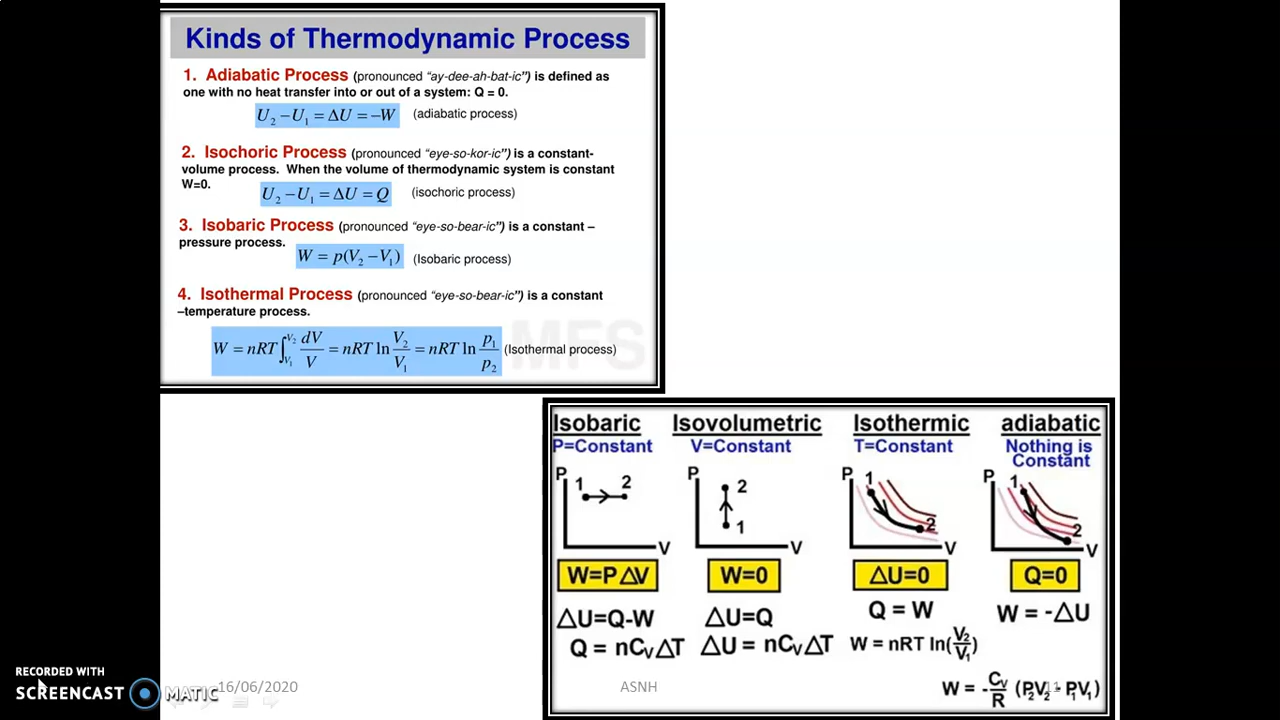 Kinds of Thermodynamic Process
1. Adiabatic Process (pronounced “ay-dee-ah-bat-ic”) is defined as
one with no heat transfer into or out of a system: Q = 0.
U₂ – U₁ = ΔU = –W (adiabatic process)
2. Isochoric Process (pronounced “eye-so-kor-ic”) is a constant-
volume process. When the volume of thermodynamic system is constant
W=0.
U₂ – U₁ = ΔU = Q (isochoric process)
3. Isobaric Process (pronounced “eye-so-bear-ic”) is a constant –
pressure process.
W = p(V₂ – V₁) (Isobaric process)
4. Isothermal Process (pronounced “eye-so-bear-ic”) is a constant
–temperature process.
MFS
W = nRT ∫_{V₁}^{V₂} dV/V = nRT ln V₂/V₁ = nRT ln p₁/p₂ (Isothermal process)
Isobaric Isovolumetric Isothermic adiabatic
P=Constant V=Constant T=Constant Nothing is
Constant
P 1 2 V
P 2 1 V
P 1 2 V
P 1 2 V
W=PΔV W=0 ΔU=0 Q=0
ΔU=Q-W ΔU=Q Q = W W = -ΔU
Q = nCᵥΔT ΔU = nCᵥΔT W = nRT ln(V₂/V₁)
W = -Cᵥ/R (P₂V₂ - P₁V₁)
RECORDED WITH
SCREENCAST MATIC
16/06/2020 ASNH 11